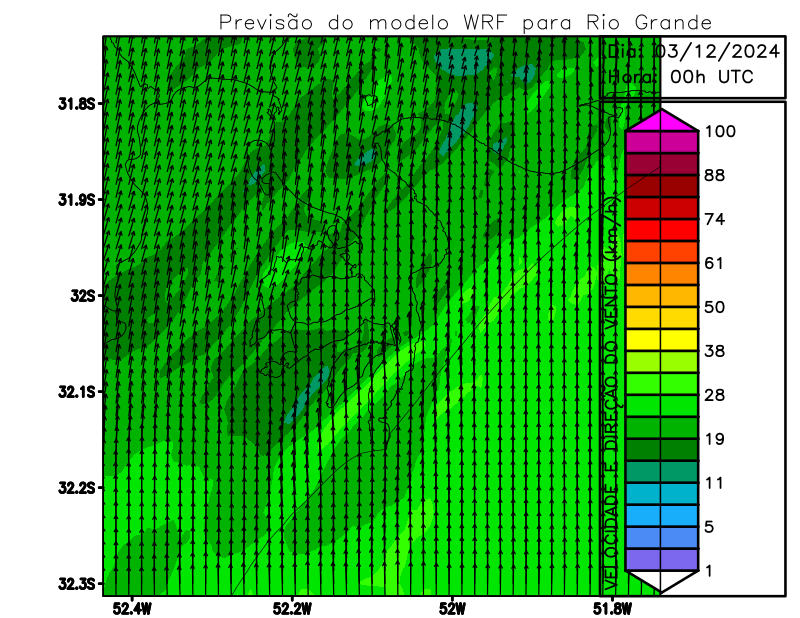 Previsão do modelo WRF para Rio Grande
Dia: 03/12/2024
Hora: 00h UTC
31.8S
31.9S
32S
32.1S
32.2S
32.3S
52.4W
52.2W
52W
51.8W
VELOCIDADE E DIREÇÃO DO VENTO (km/h)
100
88
74
61
50
38
28
19
11
5
1